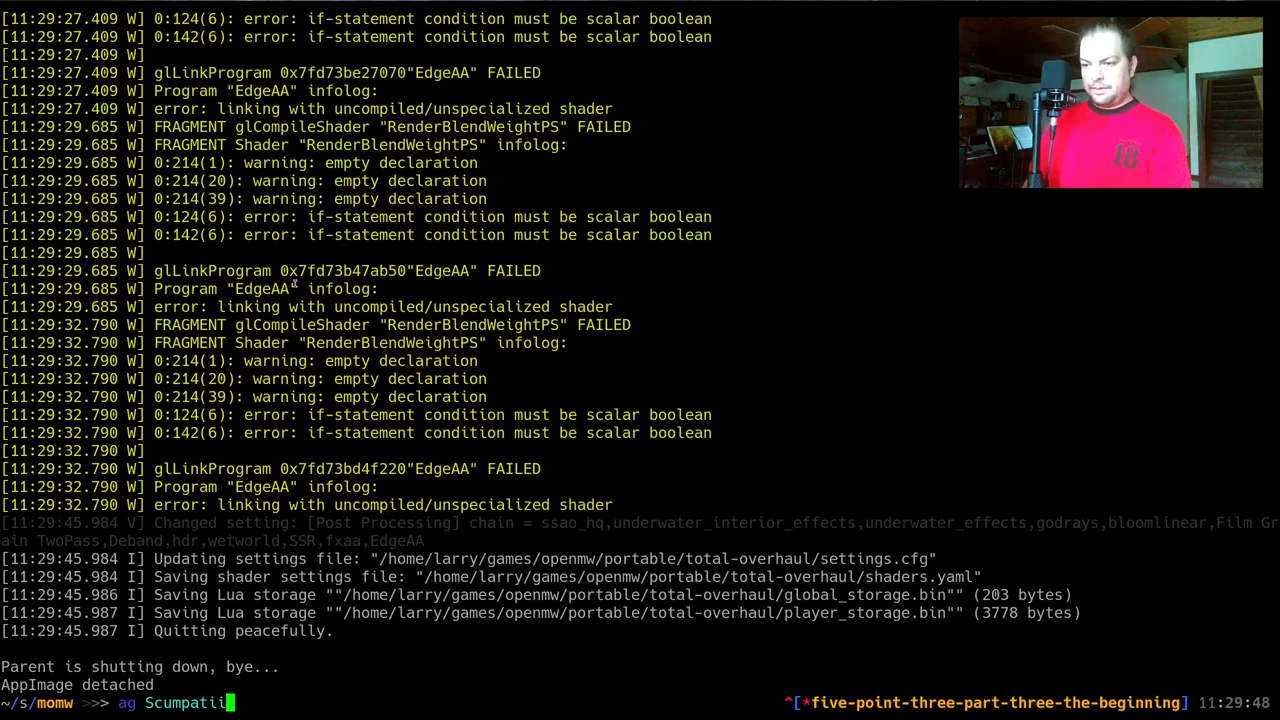 [11:29:27.409 W] 0:124(6): error: if-statement condition must be scalar boolean
[11:29:27.409 W] 0:142(6): error: if-statement condition must be scalar boolean
[11:29:27.409 W]
[11:29:27.409 W] glLinkProgram 0x7fd73be27070"EdgeAA" FAILED
[11:29:27.409 W] Program "EdgeAA" infolog:
[11:29:27.409 W] error: linking with uncompiled/unspecialized shader
[11:29:29.685 W] FRAGMENT glCompileShader "RenderBlendWeightPS" FAILED
[11:29:29.685 W] FRAGMENT Shader "RenderBlendWeightPS" infolog:
[11:29:29.685 W] 0:214(1): warning: empty declaration
[11:29:29.685 W] 0:214(20): warning: empty declaration
[11:29:29.685 W] 0:214(39): warning: empty declaration
[11:29:29.685 W] 0:124(6): error: if-statement condition must be scalar boolean
[11:29:29.685 W] 0:142(6): error: if-statement condition must be scalar boolean
[11:29:29.685 W]
[11:29:29.685 W] glLinkProgram 0x7fd73b47ab50"EdgeAA" FAILED
[11:29:29.685 W] Program "EdgeAA" infolog:
[11:29:29.685 W] error: linking with uncompiled/unspecialized shader
[11:29:32.790 W] FRAGMENT glCompileShader "RenderBlendWeightPS" FAILED
[11:29:32.790 W] FRAGMENT Shader "RenderBlendWeightPS" infolog:
[11:29:32.790 W] 0:214(1): warning: empty declaration
[11:29:32.790 W] 0:214(20): warning: empty declaration
[11:29:32.790 W] 0:214(39): warning: empty declaration
[11:29:32.790 W] 0:124(6): error: if-statement condition must be scalar boolean
[11:29:32.790 W] 0:142(6): error: if-statement condition must be scalar boolean
[11:29:32.790 W]
[11:29:32.790 W] glLinkProgram 0x7fd73bd4f220"EdgeAA" FAILED
[11:29:32.790 W] Program "EdgeAA" infolog:
[11:29:32.790 W] error: linking with uncompiled/unspecialized shader
[11:29:45.984 V] Changed setting: [Post Processing] chain = ssao_hq,underwater_interior_effects,underwater_effects,godrays,bloomlinear,Film Gr
ain TwoPass,Deband,hdr,wetworld,SSR,fxaa,EdgeAA
[11:29:45.984 I] Updating settings file: "/home/larry/games/openmw/portable/total-overhaul/settings.cfg"
[11:29:45.984 I] Saving shader settings file: "/home/larry/games/openmw/portable/total-overhaul/shaders.yaml"
[11:29:45.986 I] Saving Lua storage ""/home/larry/games/openmw/portable/total-overhaul/global_storage.bin"" (203 bytes)
[11:29:45.987 I] Saving Lua storage ""/home/larry/games/openmw/portable/total-overhaul/player_storage.bin"" (3778 bytes)
[11:29:45.987 I] Quitting peacefully.
Parent is shutting down, bye...
AppImage detached
~/s/momw >>> ag Scumpatii ^[*five-point-three-part-three-the-beginning] 11:29:48
18